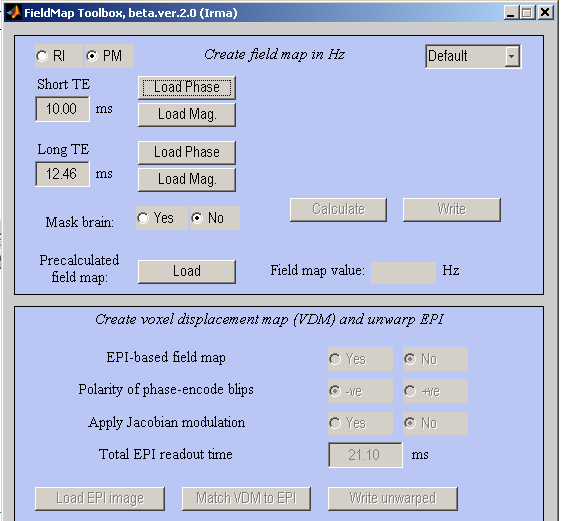 FieldMap Toolbox, beta.ver.2.0 (Irma)
RI PM Create field map in Hz Default
Short TE Load Phase
10.00 ms Load Mag.
Long TE Load Phase
12.46 ms Load Mag.
Calculate Write
Mask brain: Yes No
Precalculated
field map: Load Field map value: Hz
Create voxel displacement map (VDM) and unwarp EPI
EPI-based field map Yes No
Polarity of phase-encode blips -ve +ve
Apply Jacobian modulation Yes No
Total EPI readout time 21.10 ms
Load EPI image Match VDM to EPI Write unwarped